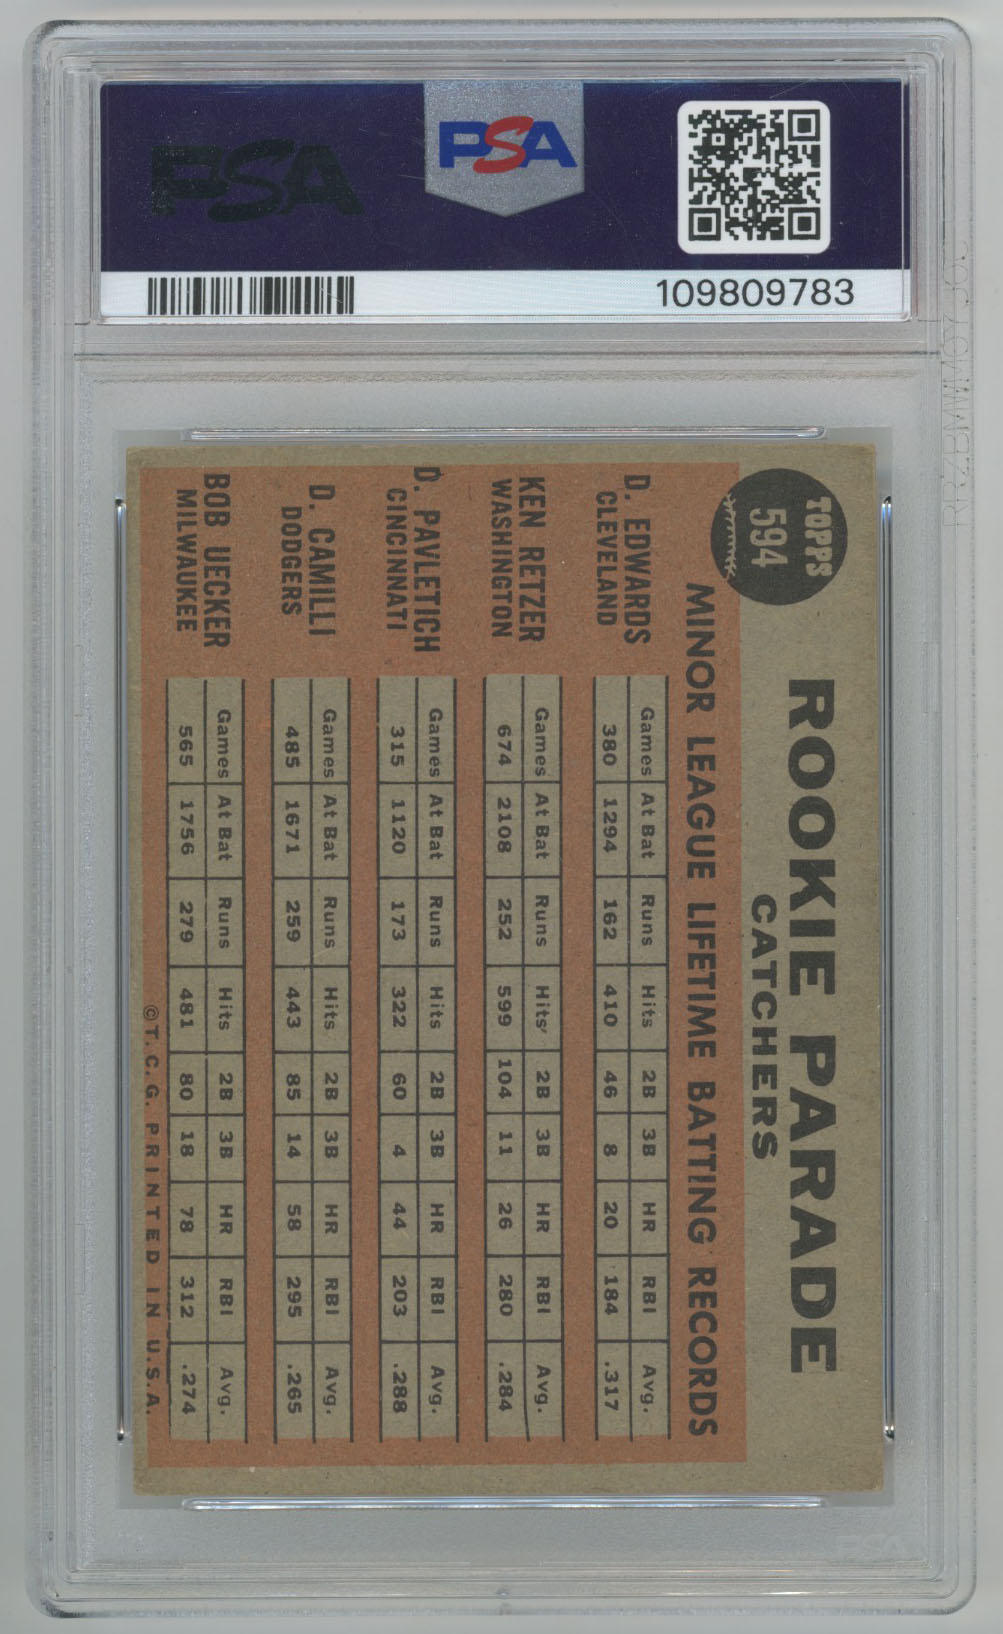 PSA
PSA
109809783
TOPPS
594
ROOKIE PARADE
CATCHERS
MINOR LEAGUE LIFETIME BATTING RECORDS
D. EDWARDS
CLEVELAND
Games At Bat Runs Hits 2B 3B HR RBI Avg.
380 1294 162 410 46 8 20 184 .317
KEN RETZER
WASHINGTON
Games At Bat Runs Hits 2B 3B HR RBI Avg.
674 2108 252 599 104 11 26 280 .284
D. PAVLETICH
CINCINNATI
Games At Bat Runs Hits 2B 3B HR RBI Avg.
315 1120 173 322 60 4 44 203 .288
D. CAMILLI
DODGERS
Games At Bat Runs Hits 2B 3B HR RBI Avg.
485 1671 259 443 85 14 58 295 .265
BOB UECKER
MILWAUKEE
Games At Bat Runs Hits 2B 3B HR RBI Avg.
565 1756 279 481 80 18 78 312 .274
©T. C. G. PRINTED IN U.S.A.
PSA